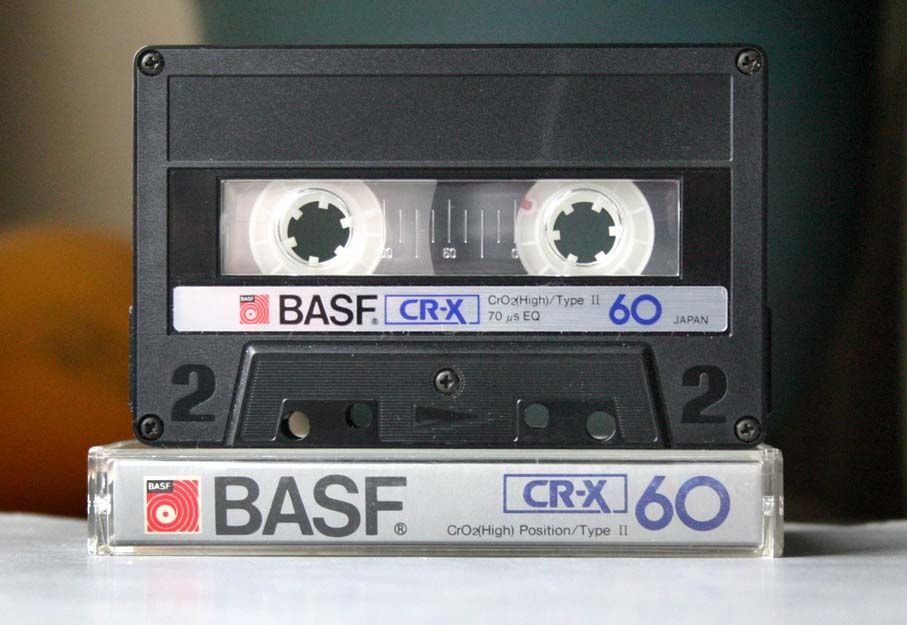 50
BASF
BASF® CR-X CrO2(High)/Type II 60
70 μs EQ JAPAN
2 2
BASF
BASF® CR-X 60
CrO2(High) Position/Type II